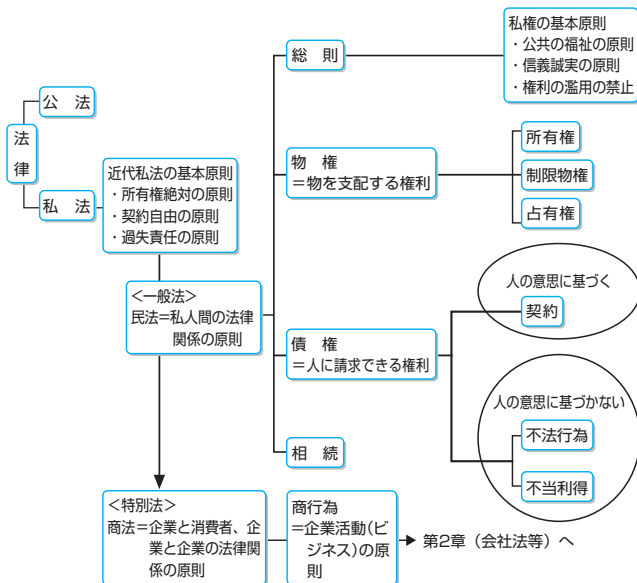 公 法
法
律
私 法
近代私法の基本原則
・所有権絶対の原則
・契約自由の原則
・過失責任の原則
<一般法>
民法=私人間の法律
関係の原則
総 則
私権の基本原則
・公共の福祉の原則
・信義誠実の原則
・権利の濫用の禁止
物 権
=物を支配する権利
所有権
制限物権
占有権
債 権
=人に請求できる権利
人の意思に基づく
契約
人の意思に基づかない
不法行為
不当利得
相 続
<特別法>
商法=企業と消費者、企
業と企業の法律関
係の原則
商行為
=企業活動(ビ
ジネス)の原
則
第2章(会社法等)へ